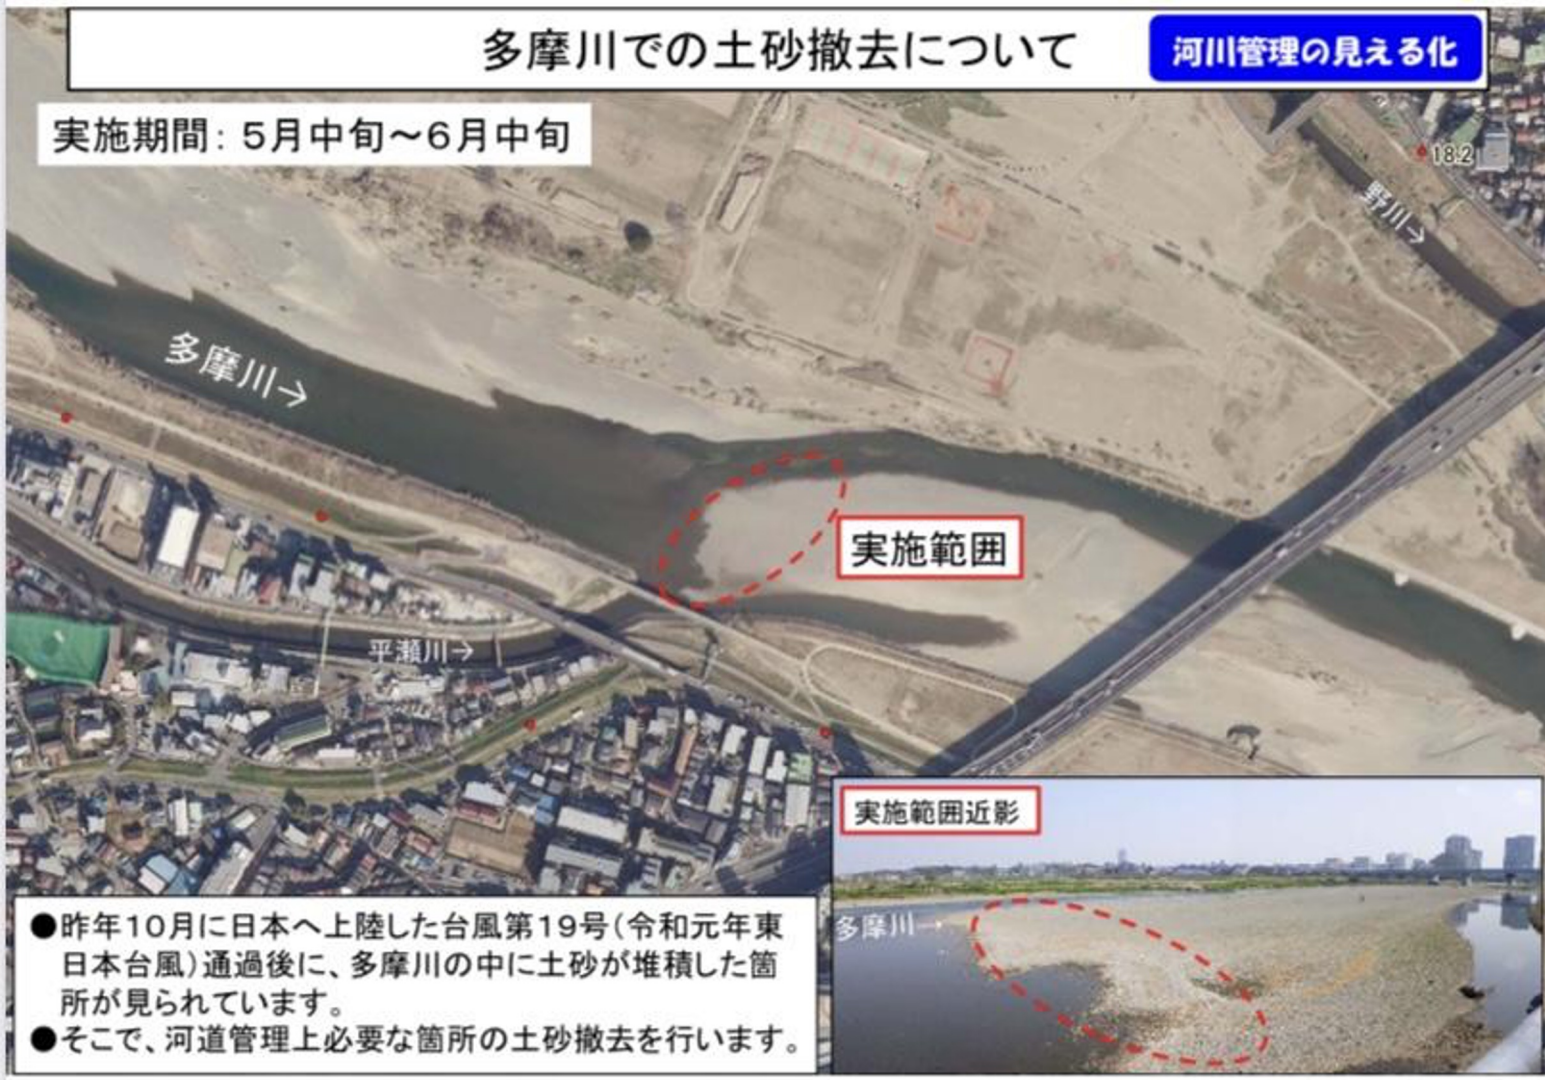 多摩川での土砂撤去について
河川管理の見える化
実施期間：５月中旬～６月中旬
18.2
野川→
多摩川→
実施範囲
平瀬川→
実施範囲近影
多摩川→
●昨年１０月に日本へ上陸した台風第１９号（令和元年東
日本台風）通過後に、多摩川の中に土砂が堆積した箇
所が見られています。
●そこで、河道管理上必要な箇所の土砂撤去を行います。